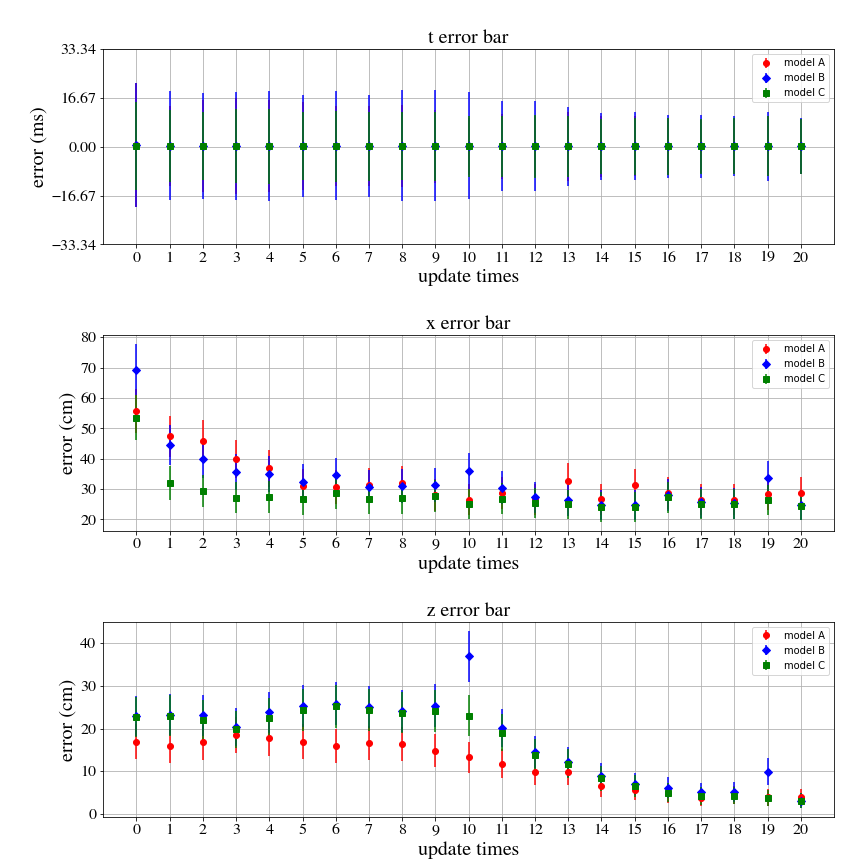 t error bar
33.34
16.67
0.00
−16.67
−33.34
error (ms)
model A
model B
model C
0 1 2 3 4 5 6 7 8 9 10 11 12 13 14 15 16 17 18 19 20
update times
x error bar
80
70
60
50
40
30
20
error (cm)
model A
model B
model C
0 1 2 3 4 5 6 7 8 9 10 11 12 13 14 15 16 17 18 19 20
update times
z error bar
40
30
20
10
0
error (cm)
model A
model B
model C
0 1 2 3 4 5 6 7 8 9 10 11 12 13 14 15 16 17 18 19 20
update times